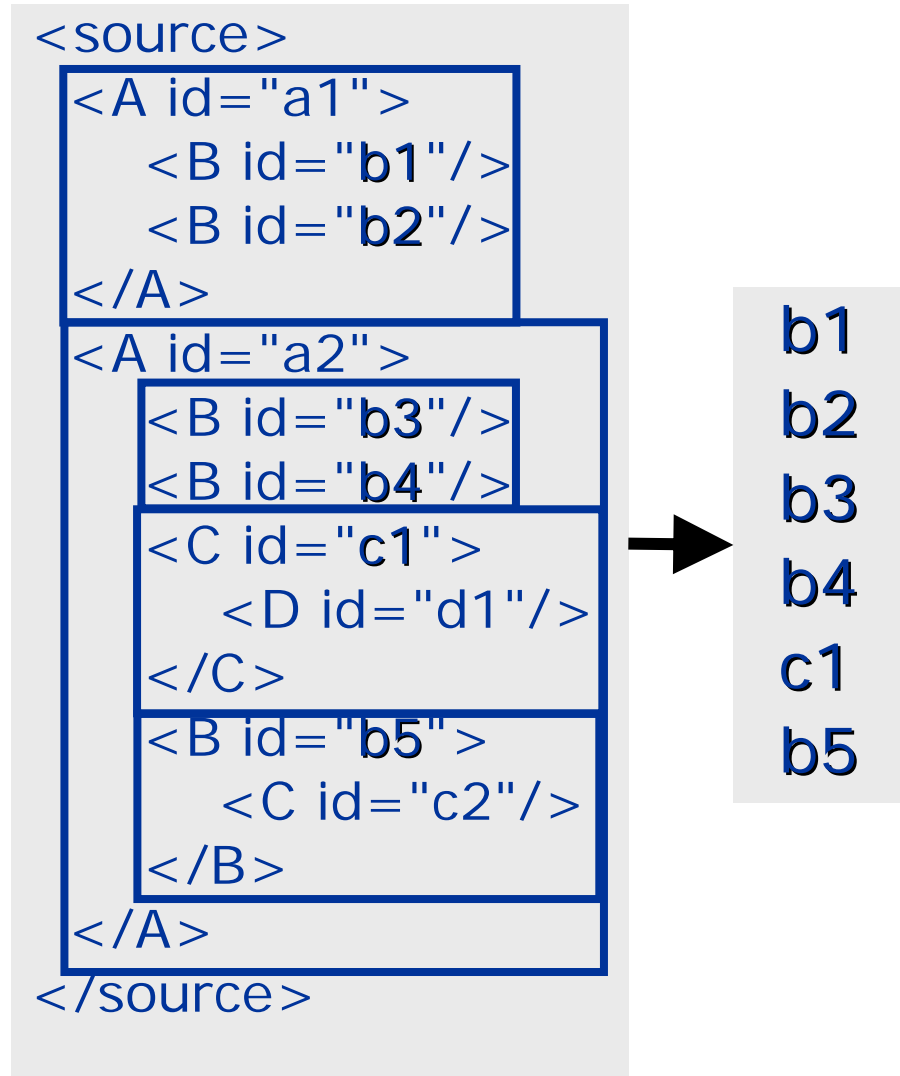 <source>
<A id="a1">
<B id="b1"/>
<B id="b2"/>
</A>
<A id="a2">
<B id="b3"/>
<B id="b4"/>
<C id="c1">
<D id="d1"/>
</C>
<B id="b5">
<C id="c2"/>
</B>
</A>
</source>
b1
b2
b3
b4
c1
b5